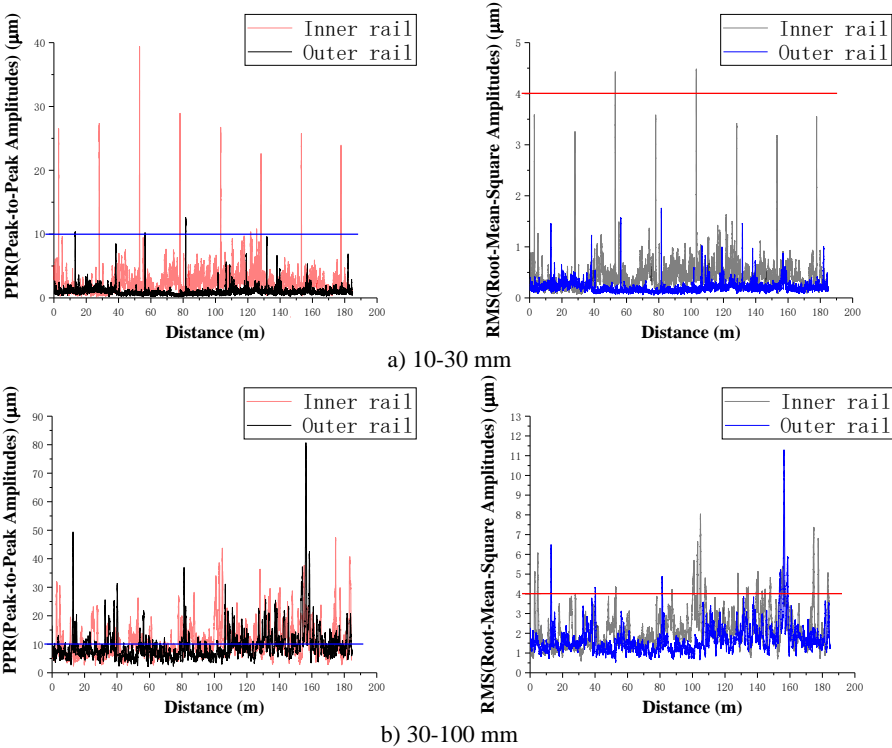 Inner rail
Outer rail
PPR(Peak-to-Peak Amplitudes) (μm)
40
30
20
10
0
0 20 40 60 80 100 120 140 160 180 200
Distance (m)
Inner rail
Outer rail
RMS(Root-Mean-Square Amplitudes) (μm)
5
4
3
2
1
0
0 20 40 60 80 100 120 140 160 180 200
Distance (m)
a) 10-30 mm
Inner rail
Outer rail
PPR(Peak-to-Peak Amplitudes) (μm)
90
80
70
60
50
40
30
20
10
0
0 20 40 60 80 100 120 140 160 180 200
Distance (m)
Inner rail
Outer rail
RMS(Root-Mean-Square Amplitudes) (μm)
13
12
11
10
9
8
7
6
5
4
3
2
1
0
0 20 40 60 80 100 120 140 160 180 200
Distance (m)
b) 30-100 mm